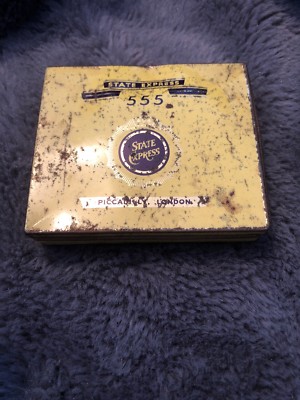 STATE EXPRESS
555
STATE
EXPRESS
PICCADILLY, LONDON